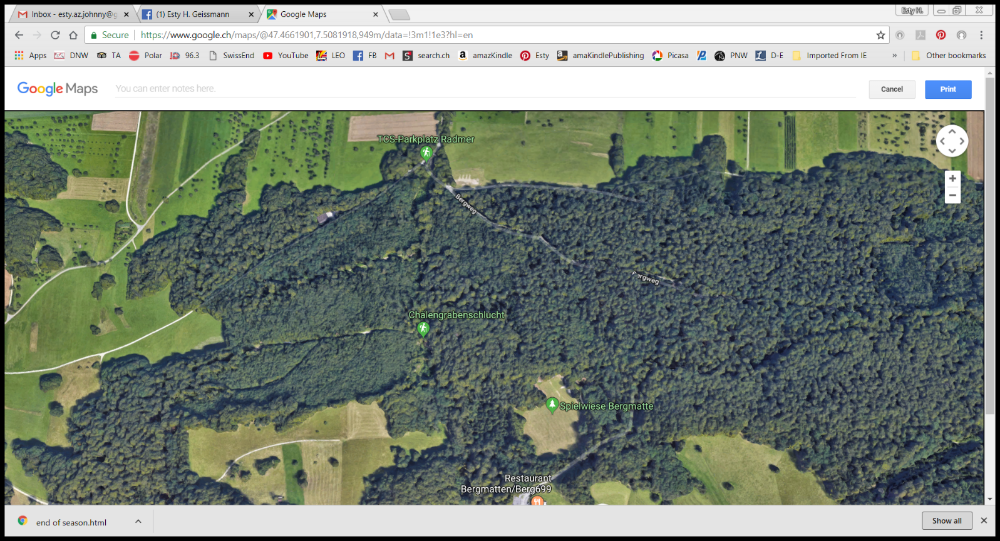 Inbox - esty.az.johnny@g
(1) Esty H. Geissmann
Google Maps
Esty H.
Secure
https://www.google.ch/maps/@47.4661901,7.5081918,949m/data=!3m1!1e3?hl=en
Apps
DNW
TA
Polar
96.3
SwissEnd
YouTube
LEO
FB
search.ch
amazKindle
Esty
amaKindlePublishing
Picasa
PNW
D-E
Imported From IE
»
Other bookmarks
Google Maps
You can enter notes here.
Cancel
Print
TCS-Parkplatz Radmer
Bergweg
Bergweg
Chälengrabenschlucht
Spielwiese Bergmatte
Restaurant
Bergmatten/Berg699
end of season.html
Show all